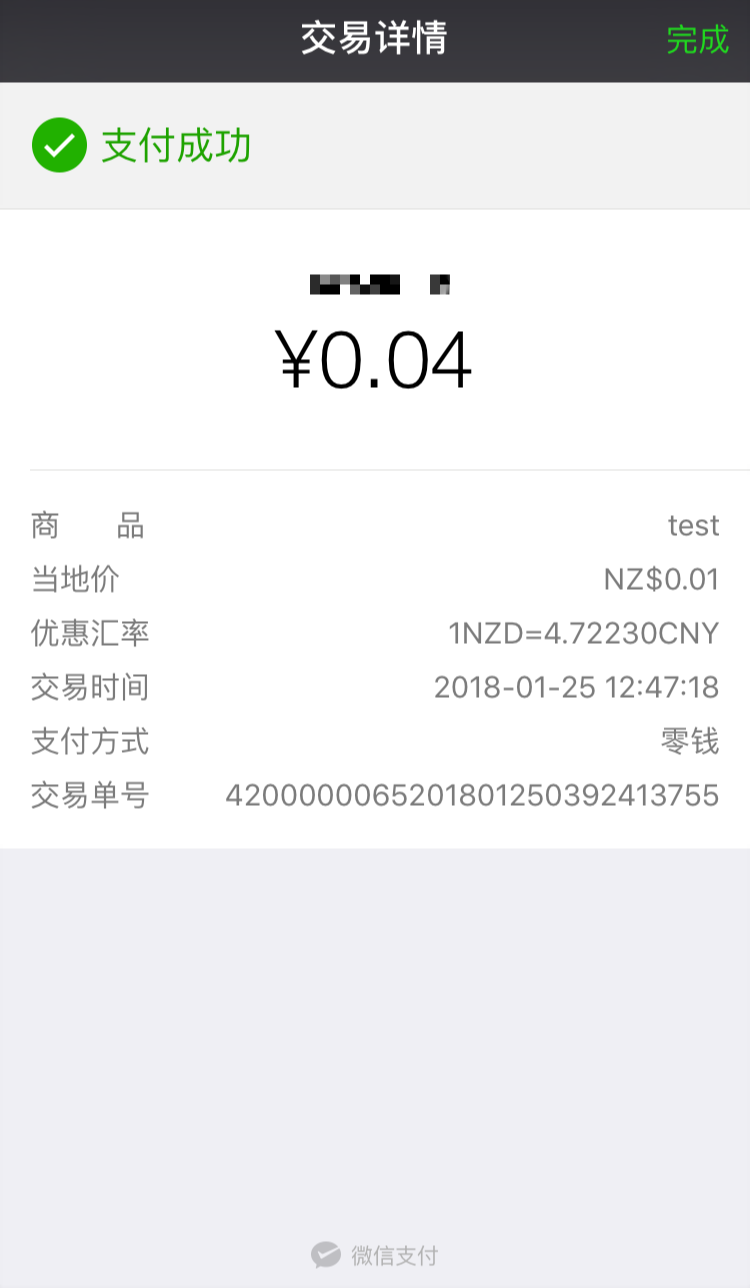 交易详情
完成
支付成功
¥0.04
商 品 test
当地价 NZ$0.01
优惠汇率 1NZD=4.72230CNY
交易时间 2018-01-25 12:47:18
支付方式 零钱
交易单号 4200000065201801250392413755
微信支付